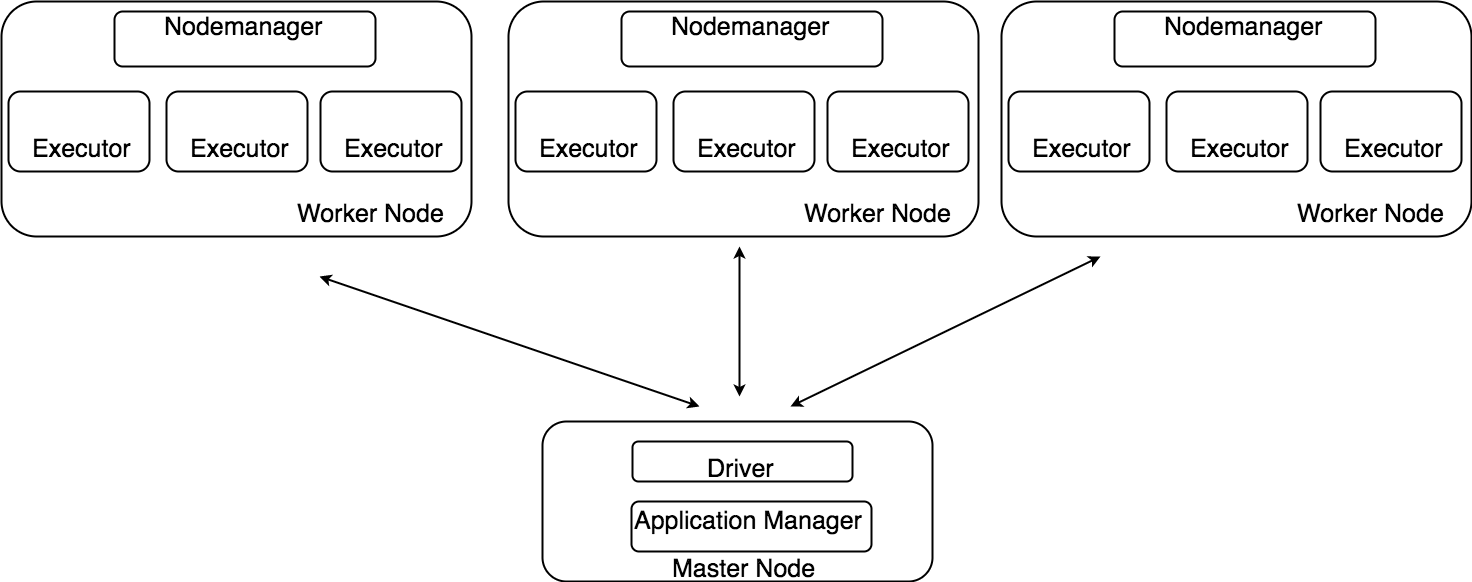 Nodemanager
Executor
Executor
Executor
Worker Node
Nodemanager
Executor
Executor
Executor
Worker Node
Nodemanager
Executor
Executor
Executor
Worker Node
Driver
Application Manager
Master Node